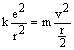 k e²/r² = m v²/(r/2)